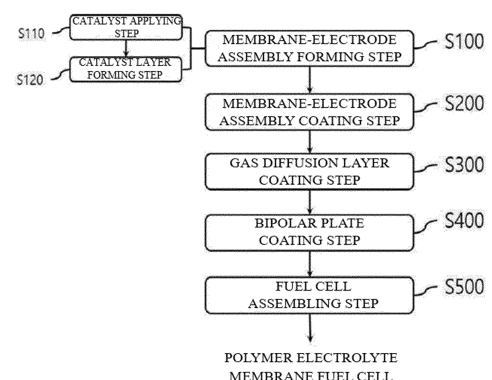 S110
CATALYST APPLYING
STEP
S120
CATALYST LAYER
FORMING STEP
MEMBRANE-ELECTRODE
ASSEMBLY FORMING STEP
S100
MEMBRANE-ELECTRODE
ASSEMBLY COATING STEP
S200
GAS DIFFUSION LAYER
COATING STEP
S300
BIPOLAR PLATE
COATING STEP
S400
FUEL CELL
ASSEMBLING STEP
S500
POLYMER ELECTROLYTE
MEMBRANE FUEL CELL